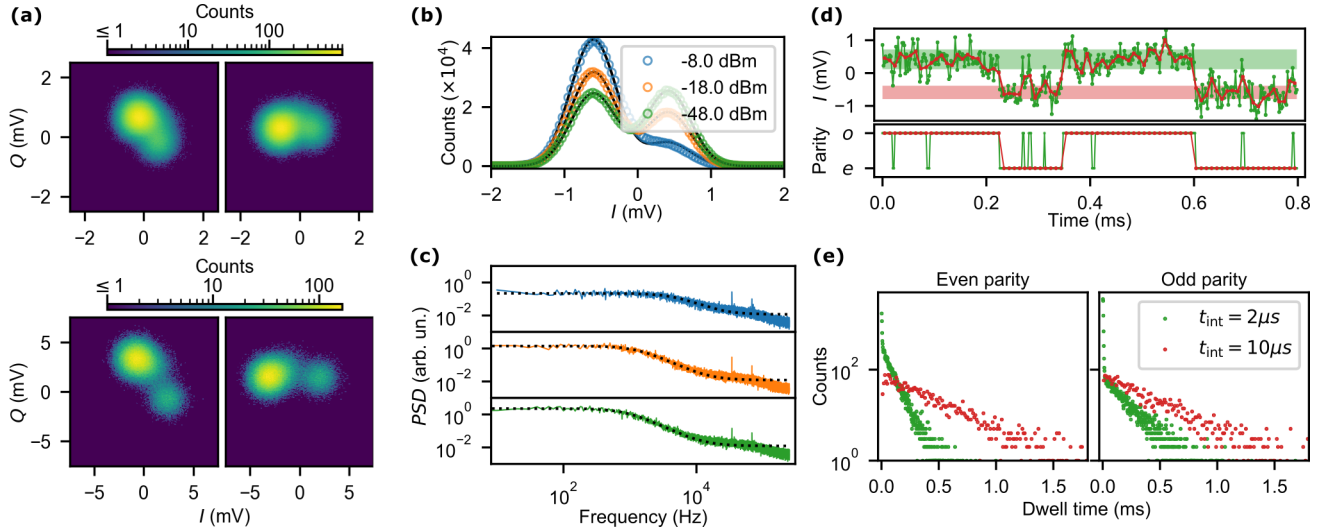 (a)
Counts
≤ 1 10 100
Q (mV)
2
0
−2
−2 0 2 −2 0 2
Counts
≤ 1 10 100
Q (mV)
5
0
−5
−5 0 5 −5 0 5
I (mV)
(b)
Counts (×10⁴)
4
2
0
-8.0 dBm
-18.0 dBm
-48.0 dBm
−2 −1 0 1 2
I (mV)
(c)
PSD (arb. un.)
10⁰
10⁻²
10⁰
10⁻²
10⁰
10⁻²
10² 10⁴
Frequency (Hz)
(d)
I (mV)
1
0
−1
Parity
o
e
0.0 0.2 0.4 0.6 0.8
Time (ms)
(e)
Even parity Odd parity
t_int = 2μs
t_int = 10μs
Counts
10²
10⁰
0.0 0.5 1.0 1.5 0.0 0.5 1.0 1.5
Dwell time (ms)